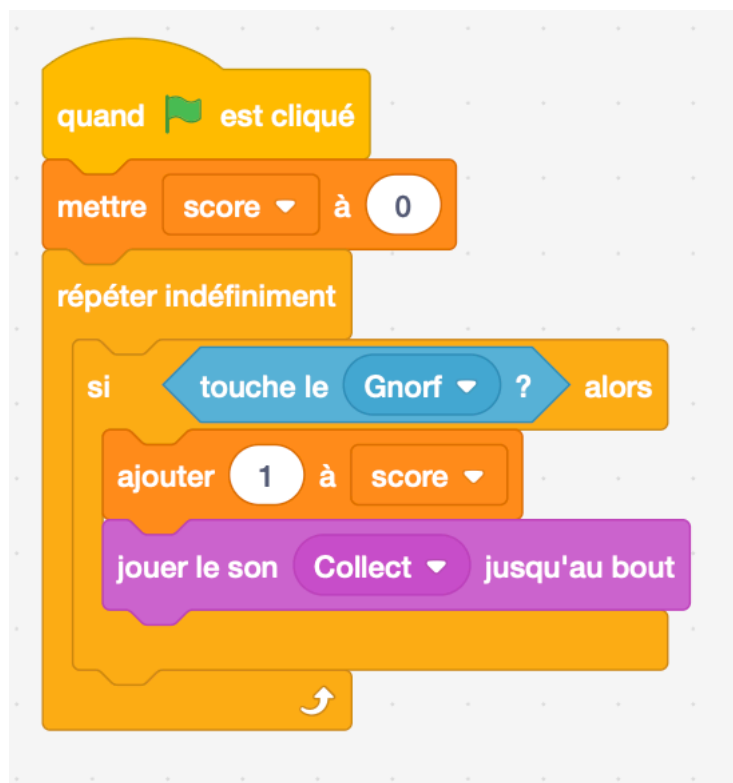 quand est cliqué
mettre score à 0
répéter indéfiniment
si touche le Gnorf ? alors
ajouter 1 à score
jouer le son Collect jusqu'au bout